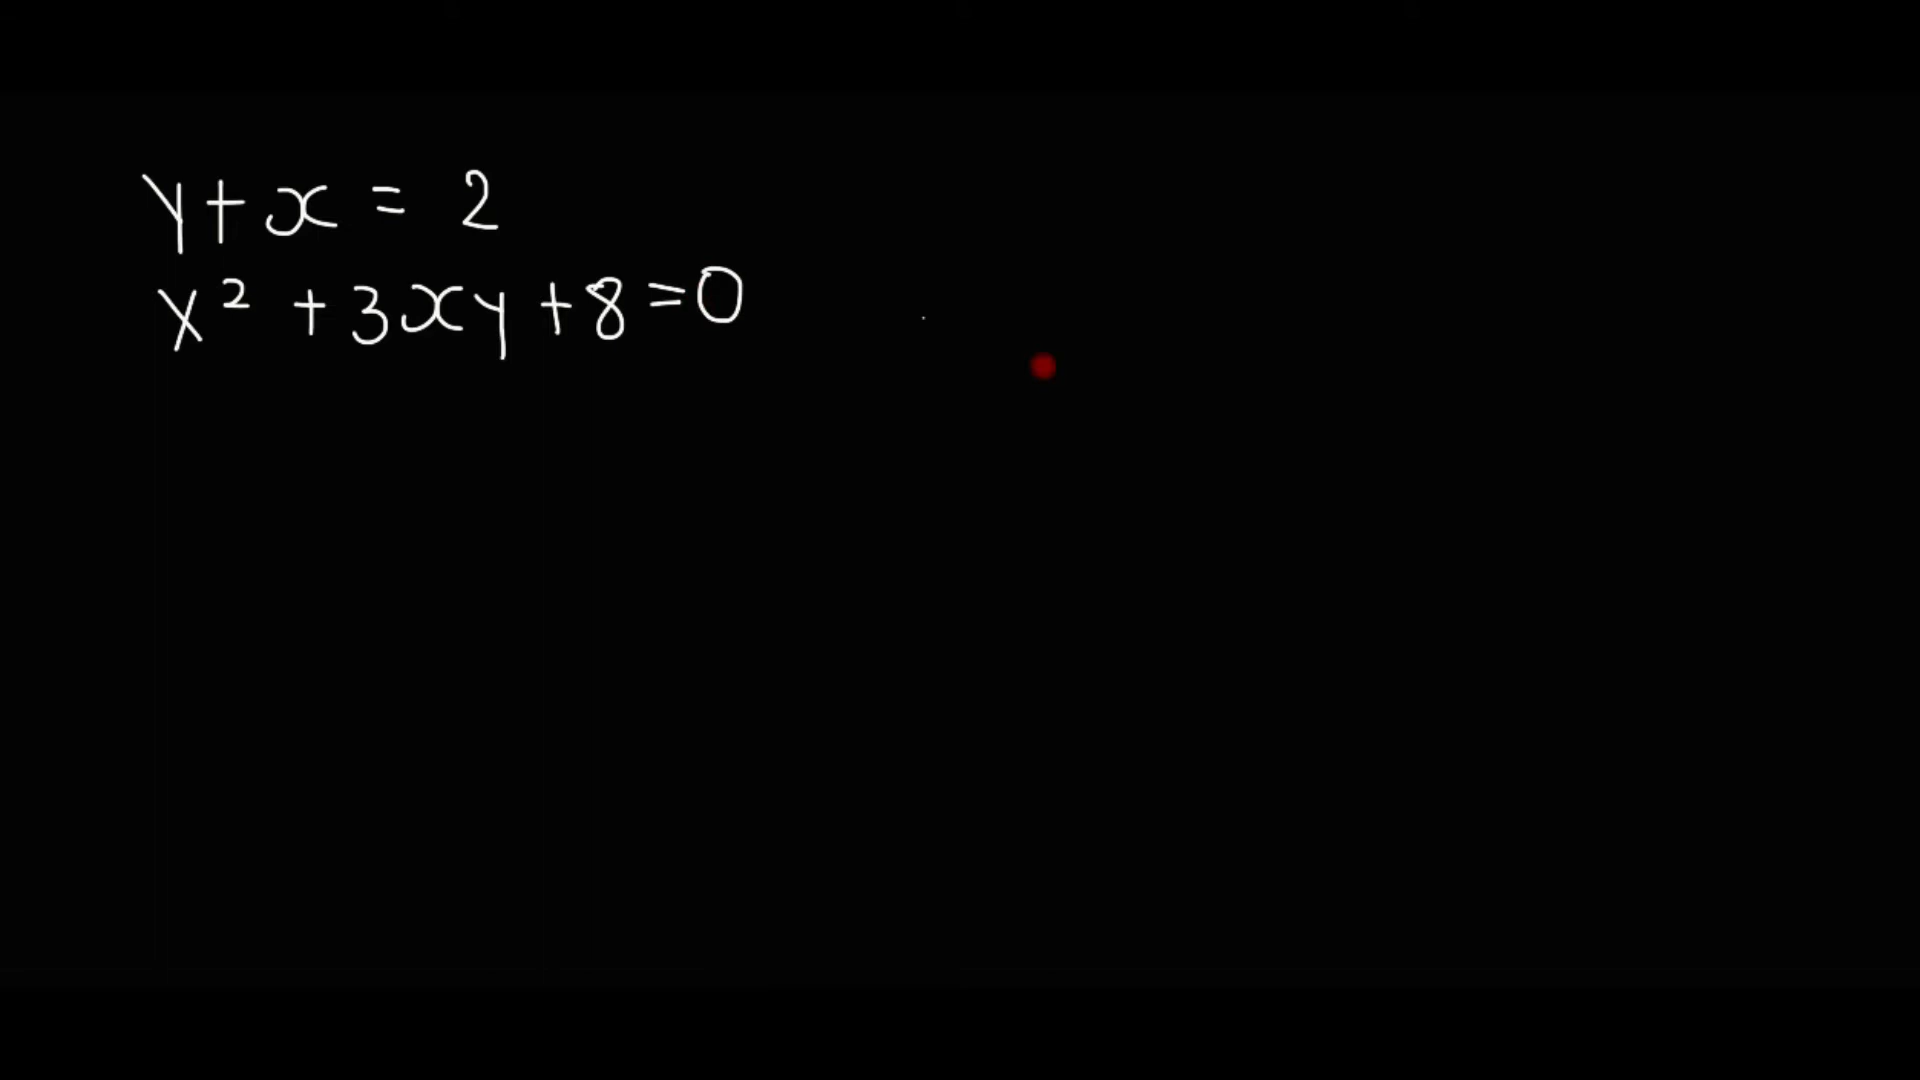 y+x = 2
x² + 3xy + 8 = 0